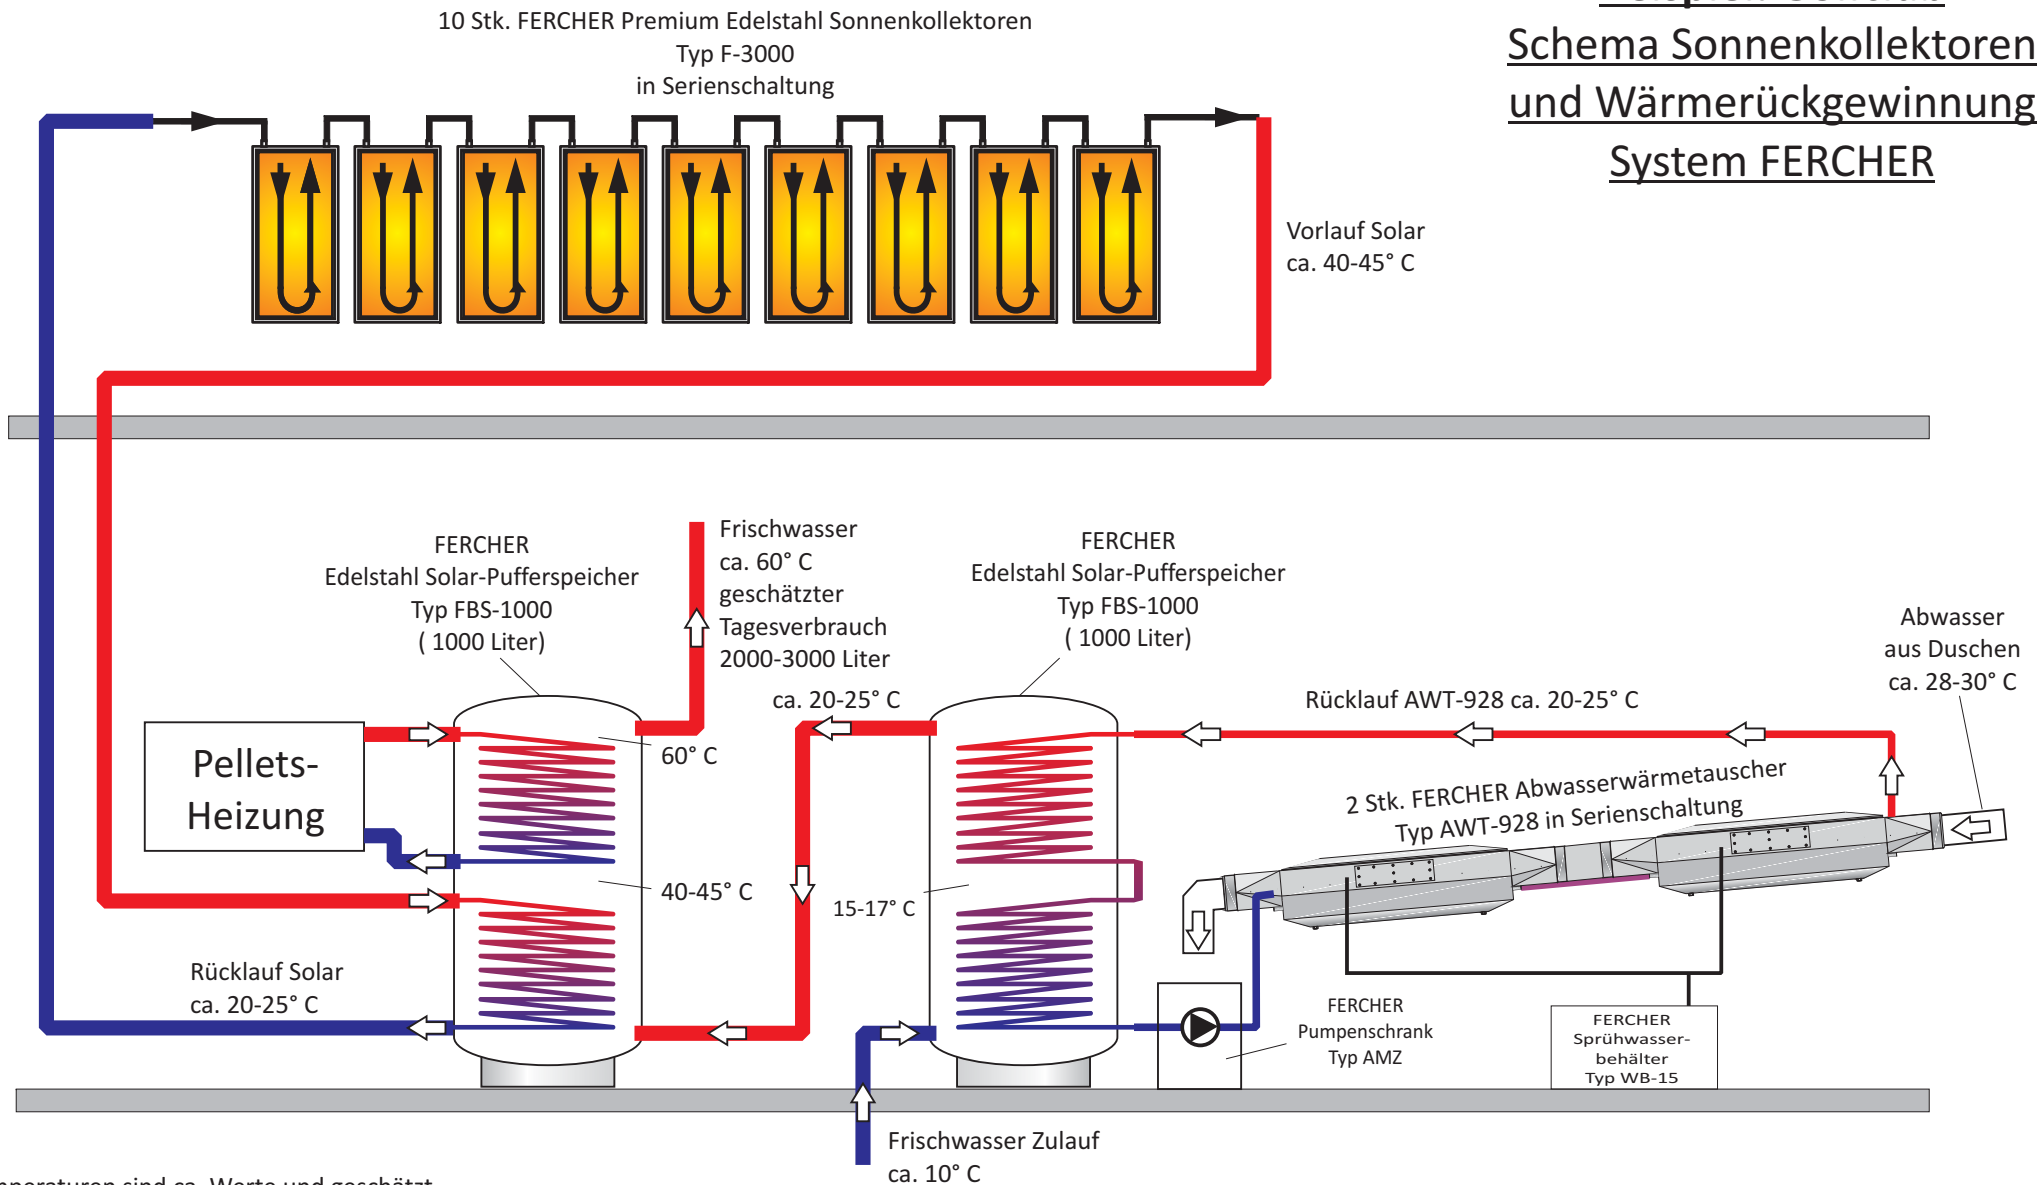 10 Stk. FERCHER Premium Edelstahl Sonnenkollektoren
Typ F-3000
in Serienschaltung
Schema Sonnenkollektoren
und Wärmerückgewinnung
System FERCHER
Vorlauf Solar
ca. 40-45° C
FERCHER
Edelstahl Solar-Pufferspeicher
Typ FBS-1000
( 1000 Liter)
Frischwasser
ca. 60° C
geschätzter
Tagesverbrauch
2000-3000 Liter
ca. 20-25° C
FERCHER
Edelstahl Solar-Pufferspeicher
Typ FBS-1000
( 1000 Liter)
Abwasser
aus Duschen
ca. 28-30° C
Rücklauf AWT-928 ca. 20-25° C
Pellets-
Heizung
60° C
40-45° C
15-17° C
2 Stk. FERCHER Abwasserwärmetauscher
Typ AWT-928 in Serienschaltung
Rücklauf Solar
ca. 20-25° C
FERCHER
Pumpenschrank
Typ AMZ
FERCHER
Sprühwasser-
behälter
Typ WB-15
Frischwasser Zulauf
ca. 10° C
sind ca. Werte und geschätzt